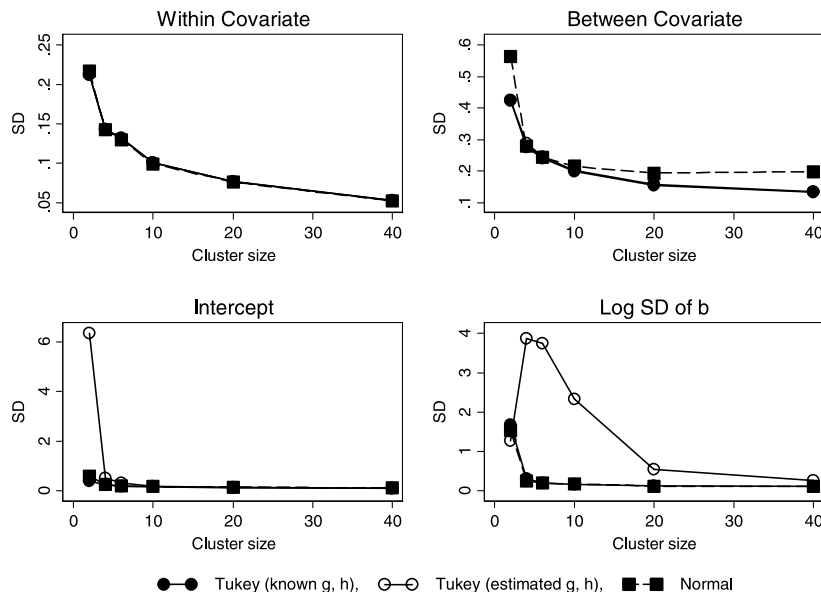 Within Covariate
Between Covariate
.25
.2
.15
.1
.05
SD
0 10 20 30 40
Cluster size
.6
.5
.4
.3
.2
.1
SD
0 10 20 30 40
Cluster size
Intercept
Log SD of b
6
4
2
0
SD
0 10 20 30 40
Cluster size
4
3
2
1
0
SD
0 10 20 30 40
Cluster size
Tukey (known g, h), Tukey (estimated g, h), Normal